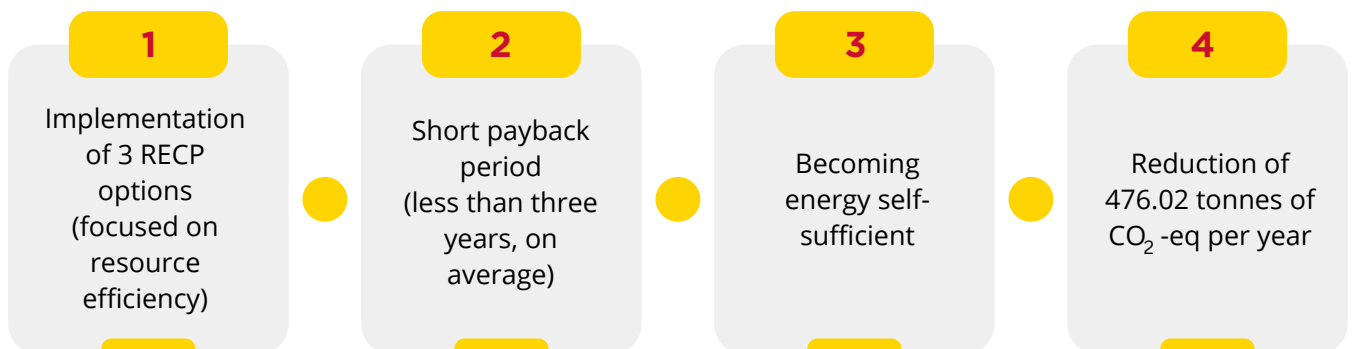 1
Implementation
of 3 RECP
options
(focused on
resource
efficiency)
2
Short payback
period
(less than three
years, on
average)
3
Becoming
energy self-
sufficient
4
Reduction of
476.02 tonnes of
CO₂ -eq per year